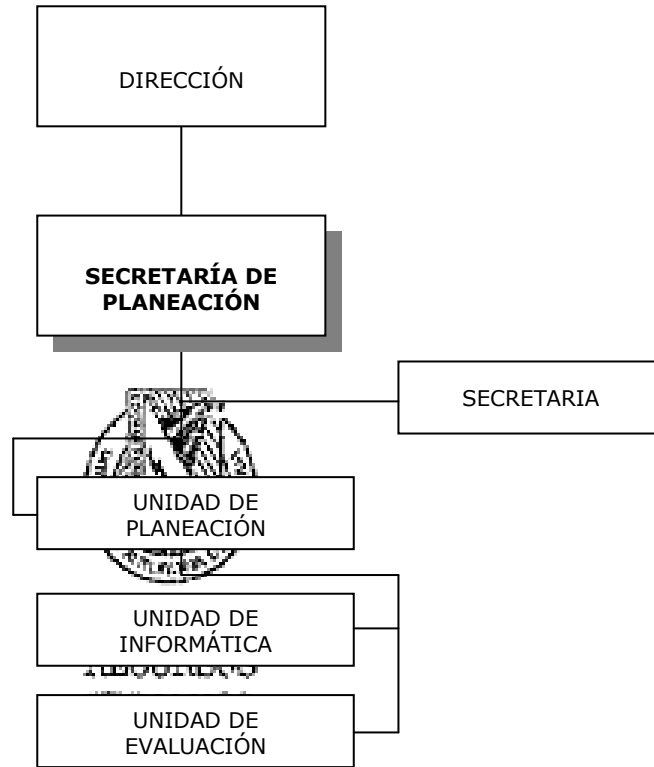 DIRECCIÓN
SECRETARÍA DE
PLANEACIÓN
SECRETARIA
UNIDAD DE
PLANEACIÓN
UNIDAD DE
INFORMÁTICA
UNIDAD DE
EVALUACIÓN